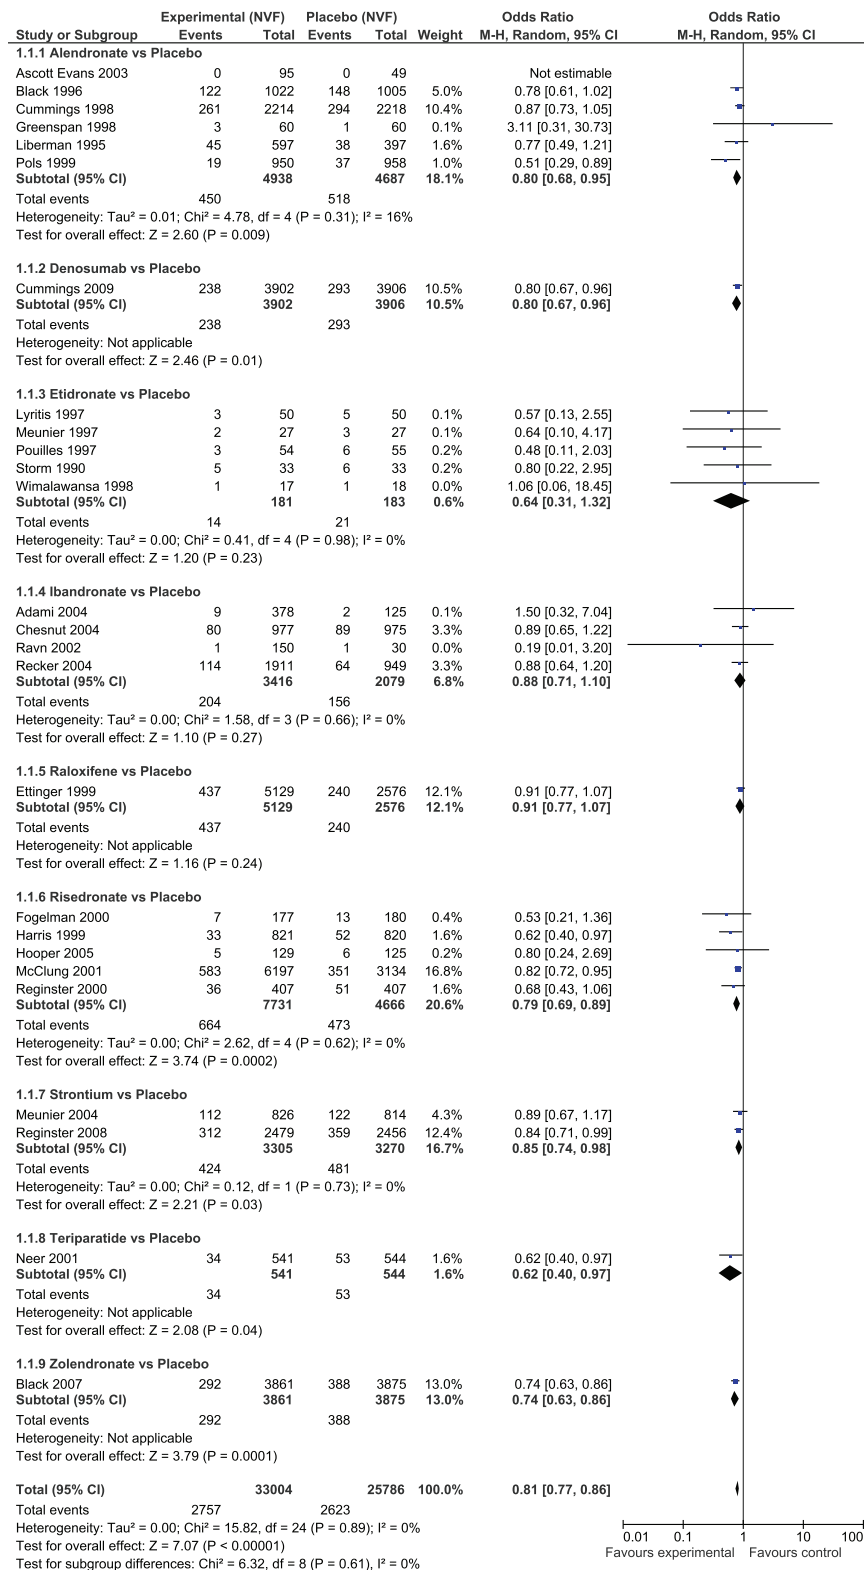 Experimental (NVF) Placebo (NVF) Odds Ratio Odds Ratio
Study or Subgroup Events Total Events Total Weight M-H, Random, 95% CI M-H, Random, 95% CI
1.1.1 Alendronate vs Placebo
Ascott Evans 2003 0 95 0 49 Not estimable
Black 1996 122 1022 148 1005 5.0% 0.78 [0.61, 1.02]
Cummings 1998 261 2214 294 2218 10.4% 0.87 [0.73, 1.05]
Greenspan 1998 3 60 1 60 0.1% 3.11 [0.31, 30.73]
Liberman 1995 45 597 38 397 1.6% 0.77 [0.49, 1.21]
Pols 1999 19 950 37 958 1.0% 0.51 [0.29, 0.89]
Subtotal (95% CI) 4938 4687 18.1% 0.80 [0.68, 0.95]
Total events 450 518
Heterogeneity: Tau² = 0.01; Chi² = 4.78, df = 4 (P = 0.31); I² = 16%
Test for overall effect: Z = 2.60 (P = 0.009)
1.1.2 Denosumab vs Placebo
Cummings 2009 238 3902 293 3906 10.5% 0.80 [0.67, 0.96]
Subtotal (95% CI) 3902 3906 10.5% 0.80 [0.67, 0.96]
Total events 238 293
Heterogeneity: Not applicable
Test for overall effect: Z = 2.46 (P = 0.01)
1.1.3 Etidronate vs Placebo
Lyritis 1997 3 50 5 50 0.1% 0.57 [0.13, 2.55]
Meunier 1997 2 27 3 27 0.1% 0.64 [0.10, 4.17]
Pouilles 1997 3 54 6 55 0.2% 0.48 [0.11, 2.03]
Storm 1990 5 33 6 33 0.2% 0.80 [0.22, 2.95]
Wimalawansa 1998 1 17 1 18 0.0% 1.06 [0.06, 18.45]
Subtotal (95% CI) 181 183 0.6% 0.64 [0.31, 1.32]
Total events 14 21
Heterogeneity: Tau² = 0.00; Chi² = 0.41, df = 4 (P = 0.98); I² = 0%
Test for overall effect: Z = 1.20 (P = 0.23)
1.1.4 Ibandronate vs Placebo
Adami 2004 9 378 2 125 0.1% 1.50 [0.32, 7.04]
Chesnut 2004 80 977 89 975 3.3% 0.89 [0.65, 1.22]
Ravn 2002 1 150 1 30 0.0% 0.19 [0.01, 3.20]
Recker 2004 114 1911 64 949 3.3% 0.88 [0.64, 1.20]
Subtotal (95% CI) 3416 2079 6.8% 0.88 [0.71, 1.10]
Total events 204 156
Heterogeneity: Tau² = 0.00; Chi² = 1.58, df = 3 (P = 0.66); I² = 0%
Test for overall effect: Z = 1.10 (P = 0.27)
1.1.5 Raloxifene vs Placebo
Ettinger 1999 437 5129 240 2576 12.1% 0.91 [0.77, 1.07]
Subtotal (95% CI) 5129 2576 12.1% 0.91 [0.77, 1.07]
Total events 437 240
Heterogeneity: Not applicable
Test for overall effect: Z = 1.16 (P = 0.24)
1.1.6 Risedronate vs Placebo
Fogelman 2000 7 177 13 180 0.4% 0.53 [0.21, 1.36]
Harris 1999 33 821 52 820 1.6% 0.62 [0.40, 0.97]
Hooper 2005 5 129 6 125 0.2% 0.80 [0.24, 2.69]
McClung 2001 583 6197 351 3134 16.8% 0.82 [0.72, 0.95]
Reginster 2000 36 407 51 407 1.6% 0.68 [0.43, 1.06]
Subtotal (95% CI) 7731 4666 20.6% 0.79 [0.69, 0.89]
Total events 664 473
Heterogeneity: Tau² = 0.00; Chi² = 2.62, df = 4 (P = 0.62); I² = 0%
Test for overall effect: Z = 3.74 (P = 0.0002)
1.1.7 Strontium vs Placebo
Meunier 2004 112 826 122 814 4.3% 0.89 [0.67, 1.17]
Reginster 2008 312 2479 359 2456 12.4% 0.84 [0.71, 0.99]
Subtotal (95% CI) 3305 3270 16.7% 0.85 [0.74, 0.98]
Total events 424 481
Heterogeneity: Tau² = 0.00; Chi² = 0.12, df = 1 (P = 0.73); I² = 0%
Test for overall effect: Z = 2.21 (P = 0.03)
1.1.8 Teriparatide vs Placebo
Neer 2001 34 541 53 544 1.6% 0.62 [0.40, 0.97]
Subtotal (95% CI) 541 544 1.6% 0.62 [0.40, 0.97]
Total events 34 53
Heterogeneity: Not applicable
Test for overall effect: Z = 2.08 (P = 0.04)
1.1.9 Zolendronate vs Placebo
Black 2007 292 3861 388 3875 13.0% 0.74 [0.63, 0.86]
Subtotal (95% CI) 3861 3875 13.0% 0.74 [0.63, 0.86]
Total events 292 388
Heterogeneity: Not applicable
Test for overall effect: Z = 3.79 (P = 0.0001)
Total (95% CI) 33004 25786 100.0% 0.81 [0.77, 0.86]
Total events 2757 2623
Heterogeneity: Tau² = 0.00; Chi² = 15.82, df = 24 (P = 0.89); I² = 0%
Test for overall effect: Z = 7.07 (P < 0.00001)
Test for subgroup differences: Chi² = 6.32, df = 8 (P = 0.61), I² = 0%
0.01 0.1 1 10 100
Favours experimental Favours control